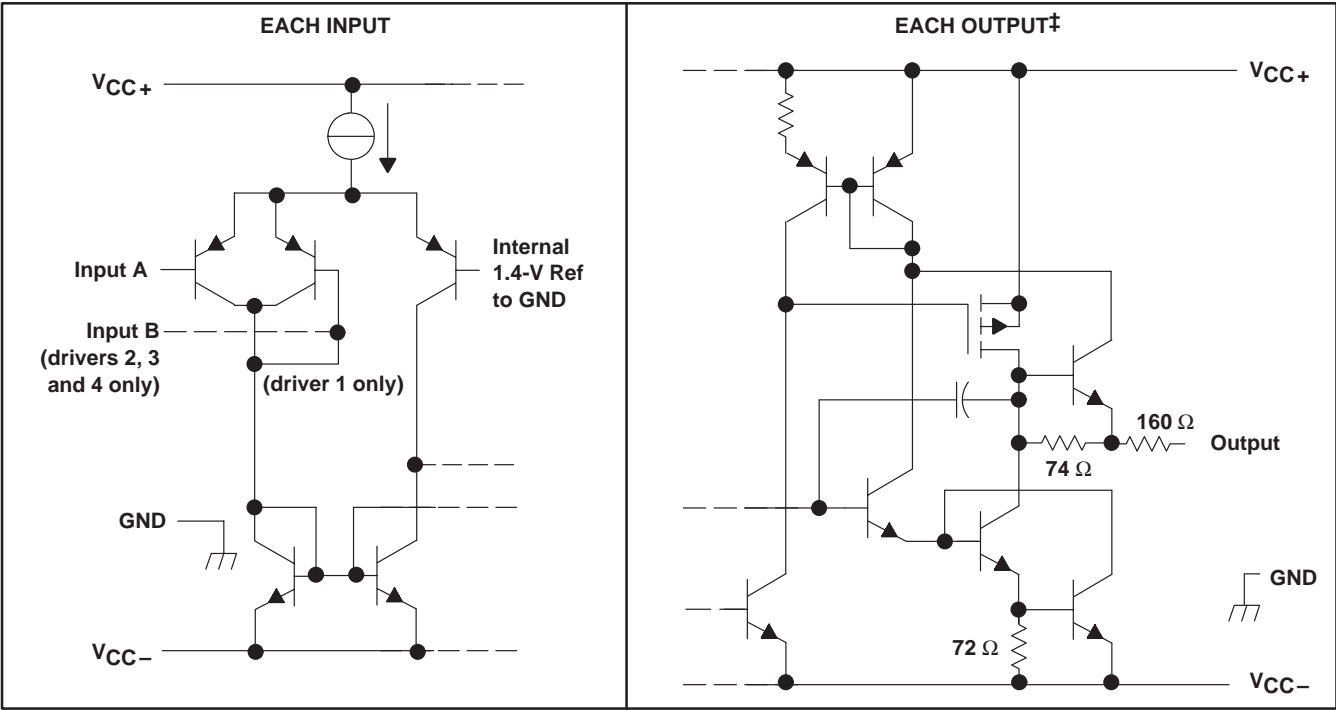 EACH INPUT
VCC+
Input A
Internal
1.4-V Ref
to GND
Input B
(drivers 2, 3
and 4 only)
(driver 1 only)
GND
VCC−
EACH OUTPUT‡
VCC+
160 Ω
Output
74 Ω
GND
72 Ω
VCC−